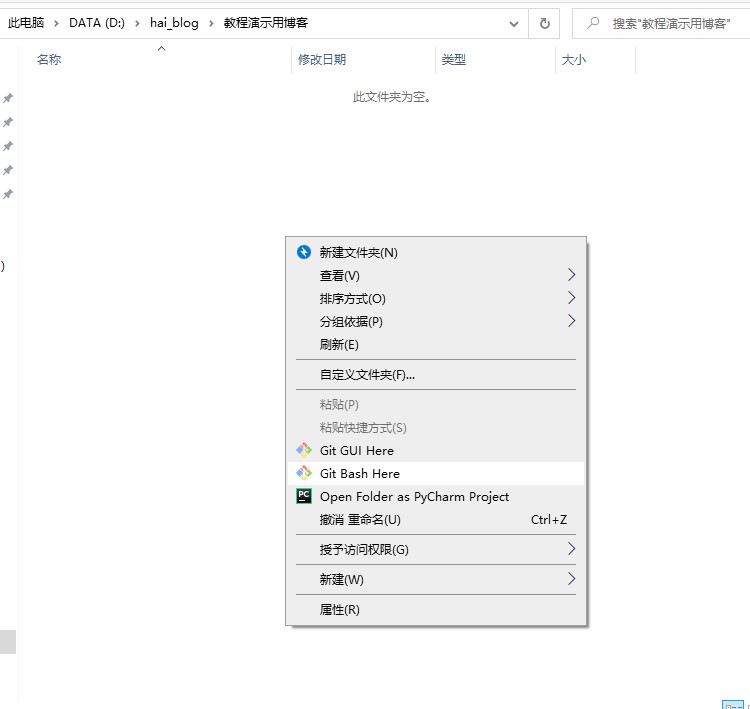 此电脑 > DATA (D:) > hai_blog > 教程演示用博客 搜索"教程演示用博客"
名称 修改日期 类型 大小
此文件夹为空。
)
新建文件夹(N)
查看(V)
排序方式(O)
分组依据(P)
刷新(E)
自定义文件夹(F)...
粘贴(P)
粘贴快捷方式(S)
Git GUI Here
Git Bash Here
PC Open Folder as PyCharm Project
撤消 重命名(U) Ctrl+Z
授予访问权限(G)
新建(W)
属性(R)